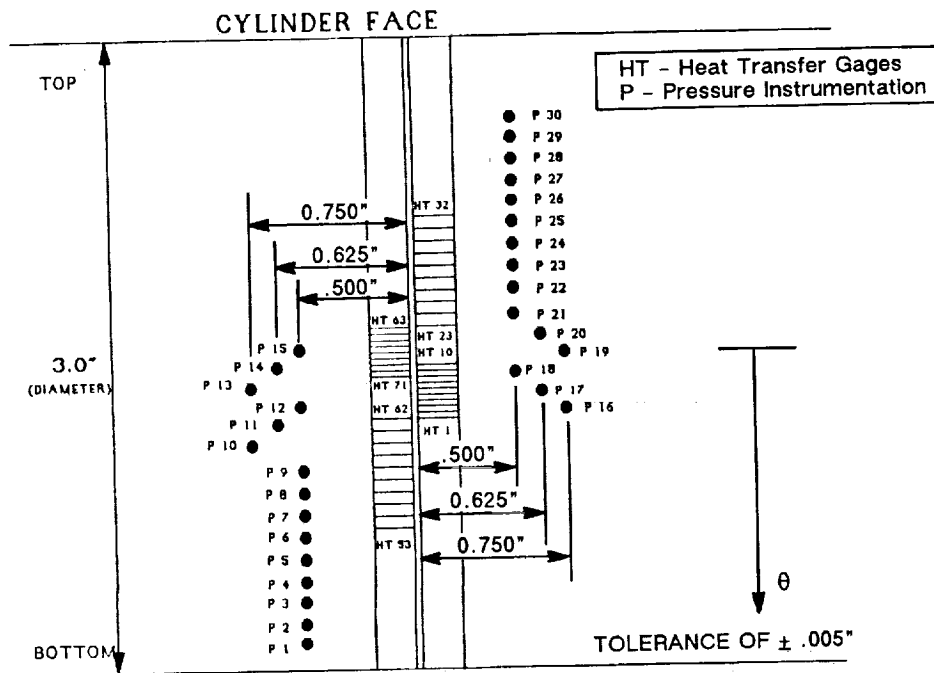 CYLINDER FACE
TOP
HT - Heat Transfer Gages
P - Pressure Instrumentation
P 30
P 29
P 28
P 27
P 26
P 25
P 24
P 23
P 22
P 21
P 20
P 19
P 18
P 17
P 16
HT 32
0.750"
0.625"
.500"
HT 63
HT 23
HT 10
P 15
P 14
P 13
3.0"
(DIAMETER)
HT 71
HT 62
P 12
P 11
P 10
HT 1
.500"
0.625"
0.750"
P 9
P 8
P 7
P 6
HT 53
P 5
P 4
P 3
P 2
P 1
θ
BOTTOM
TOLERANCE OF ± .005"